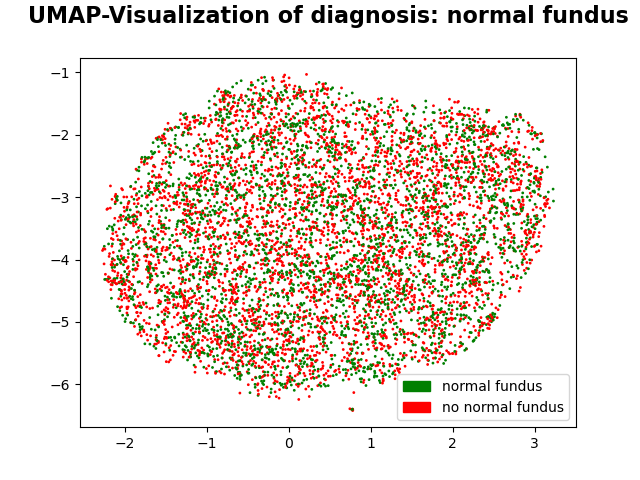 UMAP-Visualization of diagnosis: normal fundus
−1
−2
−3
−4
−5
−6
−2 −1 0 1 2 3
normal fundus
no normal fundus